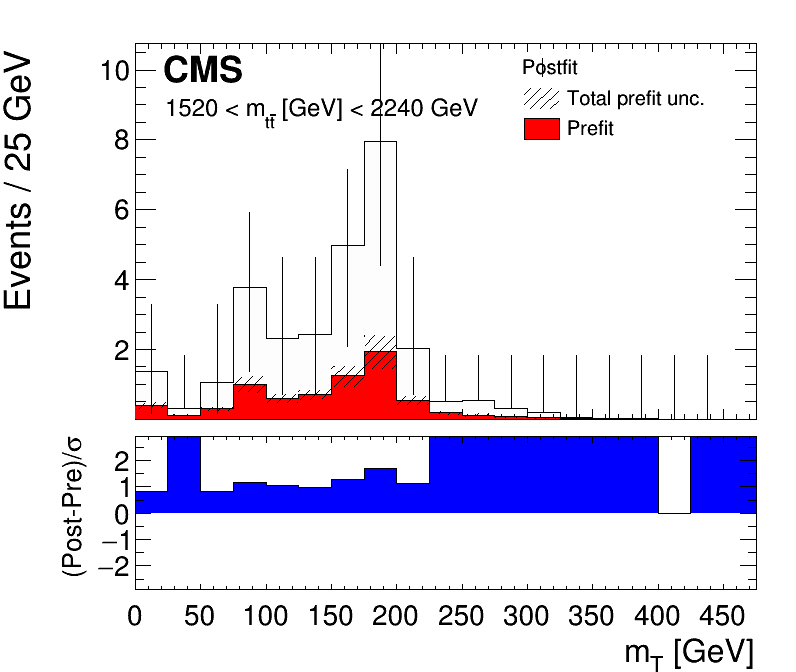 CMS
1520 < m_tt̄ [GeV] < 2240 GeV
Postfit
Total prefit unc.
Prefit
Events / 25 GeV
10
8
6
4
2
(Post-Pre)/σ
2
1
0
−1
−2
0 50 100 150 200 250 300 350 400 450
m_T [GeV]